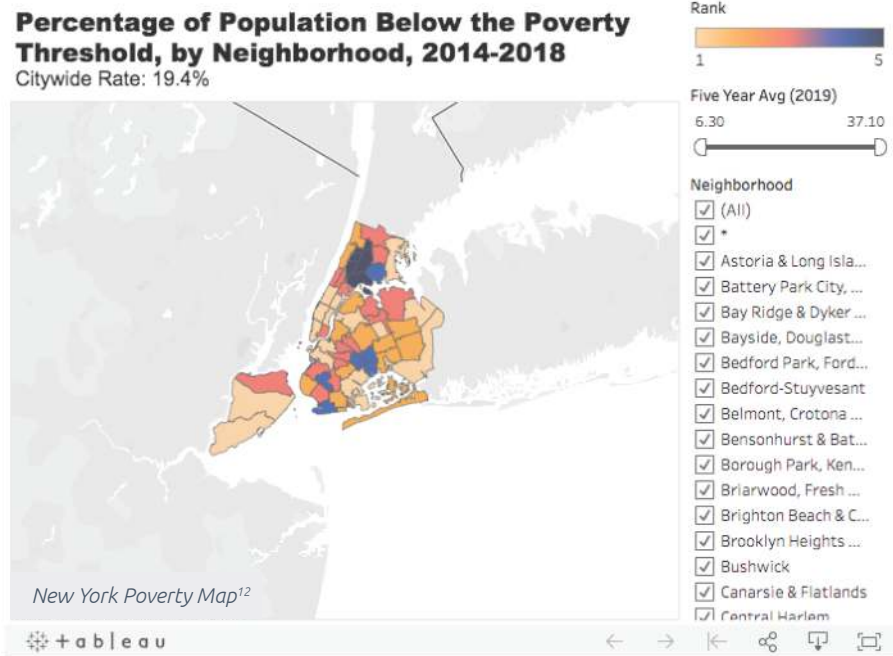 Percentage of Population Below the Poverty
Threshold, by Neighborhood, 2014-2018
Citywide Rate: 19.4%
Rank
1 5
Five Year Avg (2019)
6.30 37.10
Neighborhood
(All)
*
Astoria & Long Isla...
Battery Park City, ...
Bay Ridge & Dyker ...
Bayside, Douglast...
Bedford Park, Ford...
Bedford-Stuyvesant
Belmont, Crotona ...
Bensonhurst & Bat...
Borough Park, Ken...
Briarwood, Fresh ...
Brighton Beach & C...
Brooklyn Heights ...
Bushwick
Canarsie & Flatlands
Central Harlem
New York Poverty Map¹²
+ableau